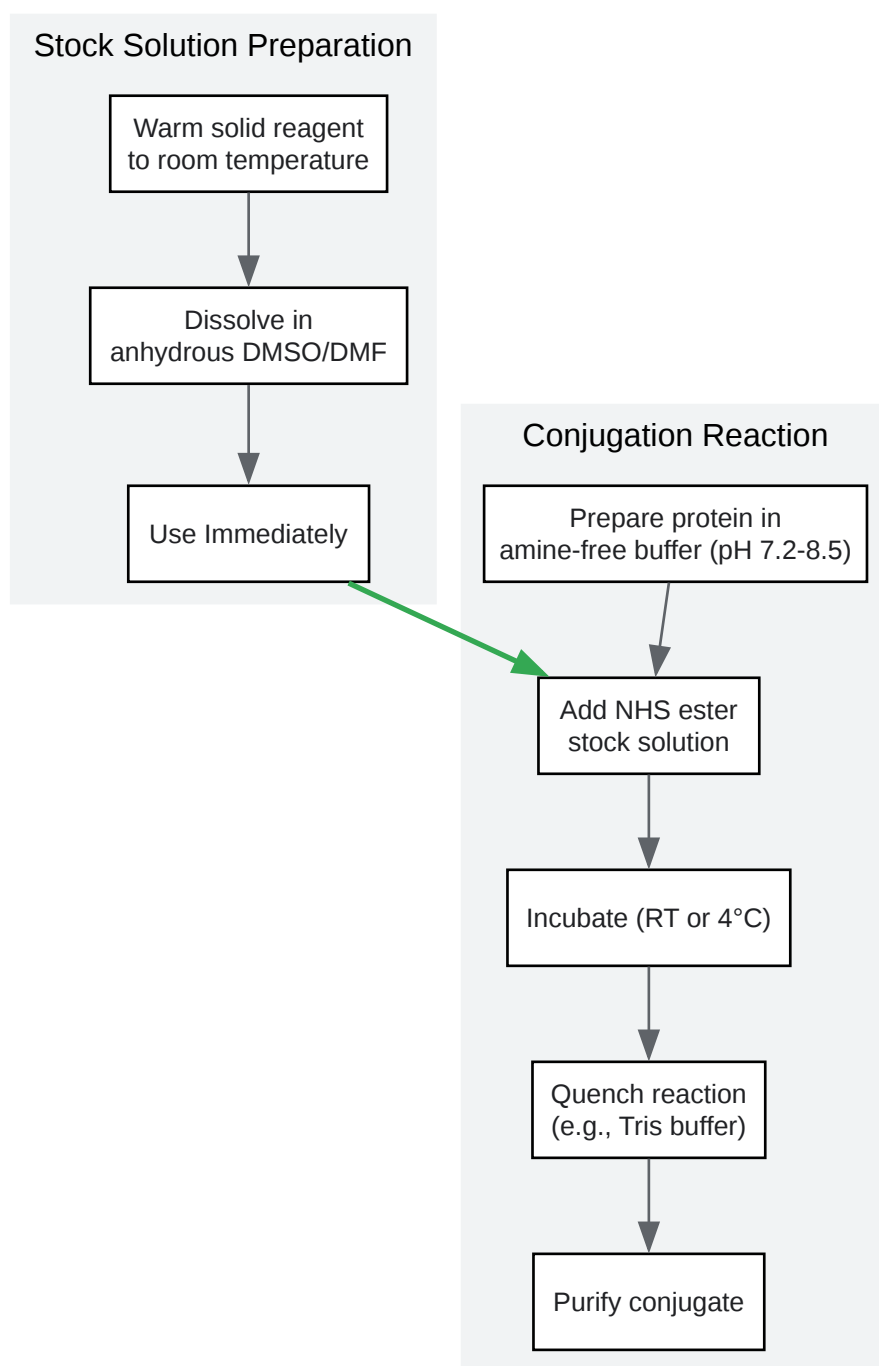 Stock Solution Preparation
Warm solid reagent
to room temperature
Dissolve in
anhydrous DMSO/DMF
Use Immediately
Conjugation Reaction
Prepare protein in
amine-free buffer (pH 7.2-8.5)
Add NHS ester
stock solution
Incubate (RT or 4°C)
Quench reaction
(e.g., Tris buffer)
Purify conjugate